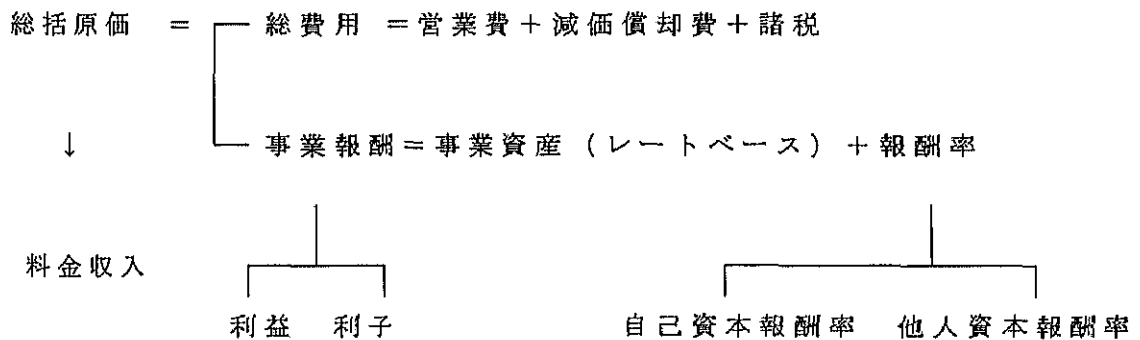 総括原価 = 総費用 =営業費+減価償却費+諸税
↓ 事業報酬=事業資産(レートベース)+報酬率
料金収入
利益 利子 自己資本報酬率 他人資本報酬率